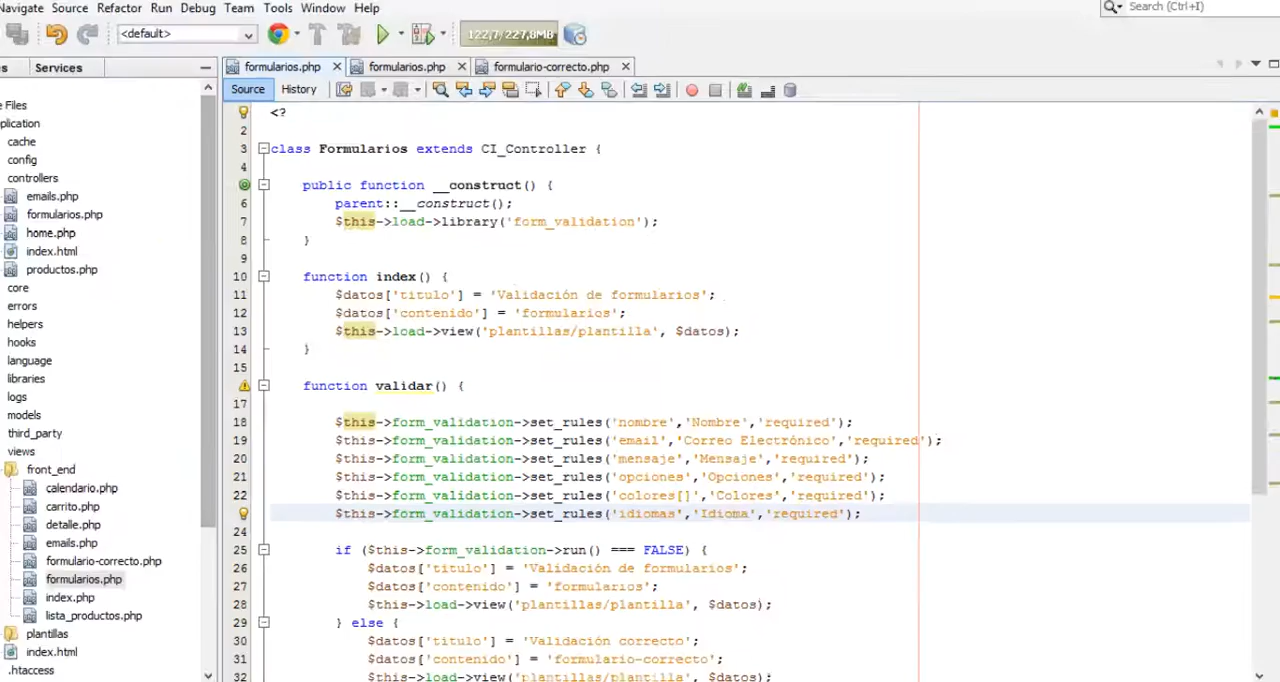 Navigate Source Refactor Run Debug Team Tools Window Help
Search (Ctrl+I)
<default>
122,7/227,8MB
s Services
formularios.php formularios.php formulario-correcto.php
Source History
e Files
plication
cache
config
controllers
emails.php
formularios.php
home.php
index.html
productos.php
core
errors
helpers
hooks
language
libraries
logs
models
third_party
views
front_end
calendario.php
carrito.php
detalle.php
emails.php
formulario-correcto.php
formularios.php
index.php
lista_productos.php
plantillas
index.html
.htaccess
<?
2
3 class Formularios extends CI_Controller {
4
public function __construct() {
6 parent::__construct();
7 $this->load->library('form_validation');
8 }
9
10 function index() {
11 $datos['titulo'] = 'Validación de formularios';
12 $datos['contenido'] = 'formularios';
13 $this->load->view('plantillas/plantilla', $datos);
14 }
15
function validar() {
17
18 $this->form_validation->set_rules('nombre','Nombre','required');
19 $this->form_validation->set_rules('email','Correo Electrónico','required');
20 $this->form_validation->set_rules('mensaje','Mensaje','required');
21 $this->form_validation->set_rules('opciones','Opciones','required');
22 $this->form_validation->set_rules('colores[]','Colores','required');
$this->form_validation->set_rules('idiomas','Idioma','required');
24
25 if ($this->form_validation->run() === FALSE) {
26 $datos['titulo'] = 'Validación de formularios';
27 $datos['contenido'] = 'formularios';
28 $this->load->view('plantillas/plantilla', $datos);
29 } else {
30 $datos['titulo'] = 'Validación correcto';
31 $datos['contenido'] = 'formulario-correcto';
32 $this->load->view('plantillas/plantilla', $datos);